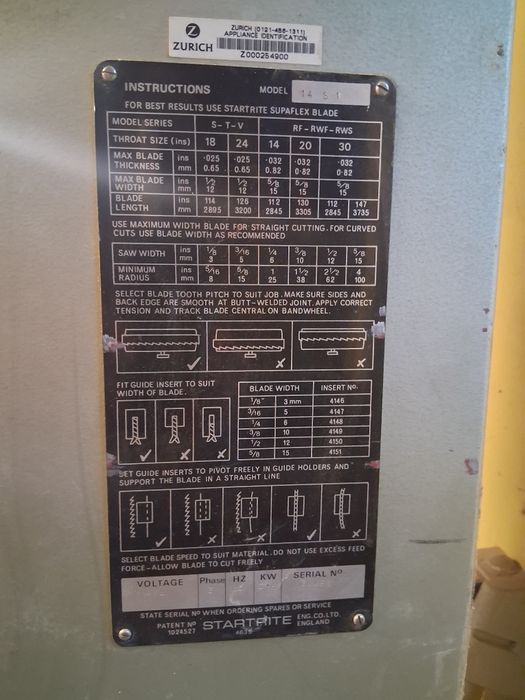 ZURICH [0121-456-1311]
APPLIANCE IDENTIFICATION
ZURICH
Z000254900
INSTRUCTIONS MODEL 14 S 1
FOR BEST RESULTS USE STARTRITE SUPAFLEX BLADE
MODEL SERIES S-T-V RF-RWF-RWS
THROAT SIZE (ins) 18 24 14 20 30
MAX BLADE THICKNESS ins ·025 ·025 ·032 ·032 ·032
mm 0·65 0·65 0·82 0·82 0·82
MAX BLADE WIDTH ins 1/2 1/2 5/8 5/8 5/8
mm 12 12 15 15 15
BLADE LENGTH ins 114 126 112 130 112 147
mm 2895 3200 2845 3305 2845 3735
USE MAXIMUM WIDTH BLADE FOR STRAIGHT CUTTING. FOR CURVED
CUTS USE BLADE WIDTH AS RECOMMENDED
SAW WIDTH ins 1/8 3/16 1/4 3/8 1/2 5/8
mm 3 5 6 10 12 15
MINIMUM RADIUS ins 5/16 5/8 1 1 1/2 2 1/2 4
mm 8 15 25 38 62 100
SELECT BLADE TOOTH PITCH TO SUIT JOB. MAKE SURE SIDES AND
BACK EDGE ARE SMOOTH AT BUTT-WELDED JOINT. APPLY CORRECT
TENSION AND TRACK BLADE CENTRAL ON BANDWHEEL.
FIT GUIDE INSERT TO SUIT
WIDTH OF BLADE.
BLADE WIDTH INSERT No.
1/8" 3 mm 4146
3/16 5 4147
1/4 6 4148
3/8 10 4149
1/2 12 4150
5/8 15 4151
SET GUIDE INSERTS TO PIVOT FREELY IN GUIDE HOLDERS AND
SUPPORT THE BLADE IN A STRAIGHT LINE
SELECT BLADE SPEED TO SUIT MATERIAL. DO NOT USE EXCESS FEED
FORCE-ALLOW BLADE TO CUT FREELY
VOLTAGE Phase HZ KW SERIAL No
STATE SERIAL No WHEN ORDERING SPARES OR SERVICE
PATENT No
1024527
STARTRITE
ENG. CO. LTD.
ENGLAND